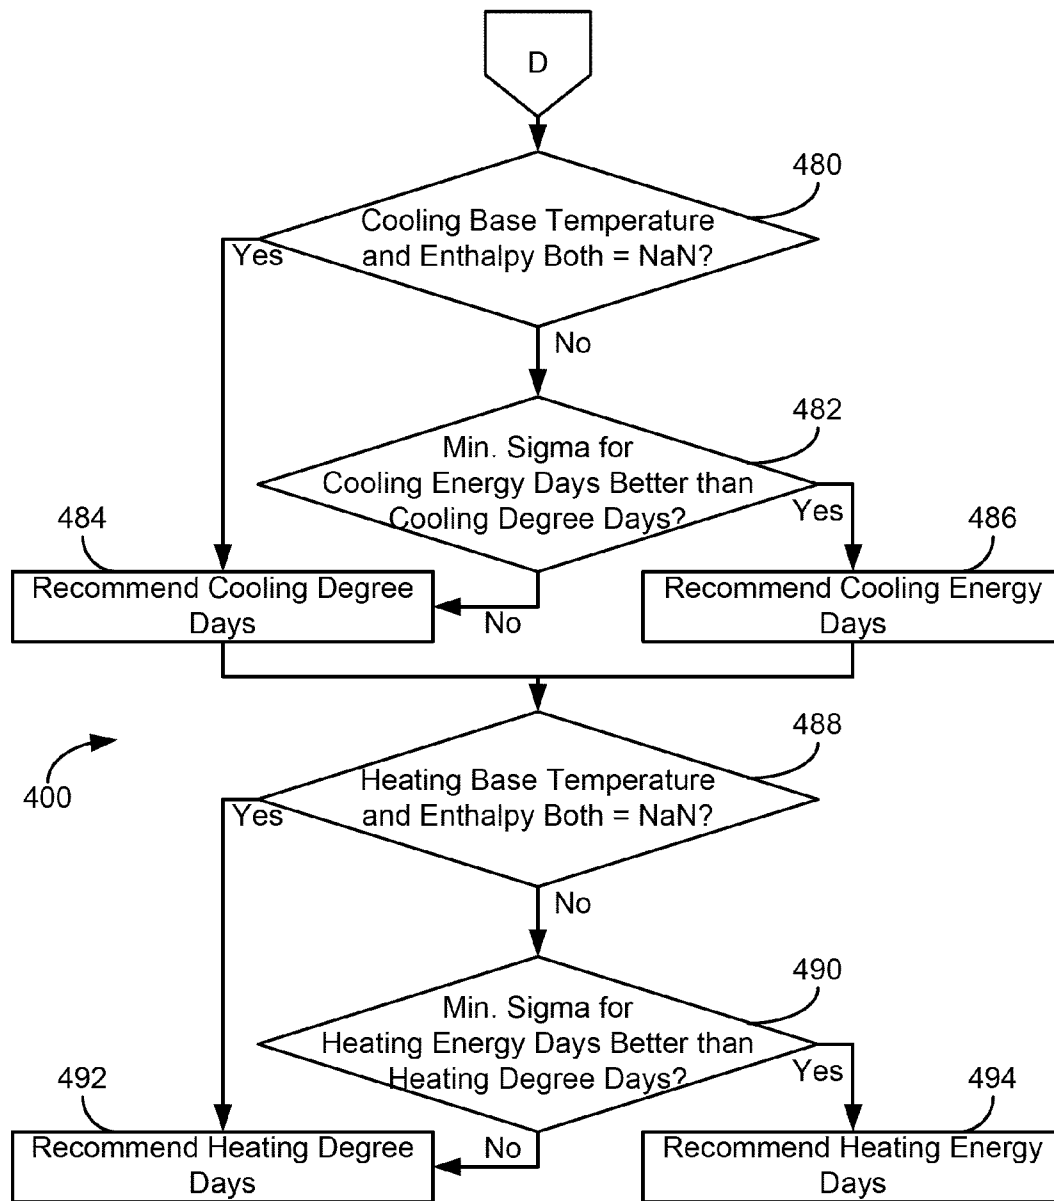 D
480
Cooling Base Temperature
and Enthalpy Both = NaN?
Yes
No
482
Min. Sigma for
Cooling Energy Days Better than
Cooling Degree Days?
Yes
484
486
Recommend Cooling Degree
Days
No
Recommend Cooling Energy
Days
488
Heating Base Temperature
and Enthalpy Both = NaN?
400
Yes
No
490
Min. Sigma for
Heating Energy Days Better than
Heating Degree Days?
Yes
492
494
Recommend Heating Degree
Days
No
Recommend Heating Energy
Days